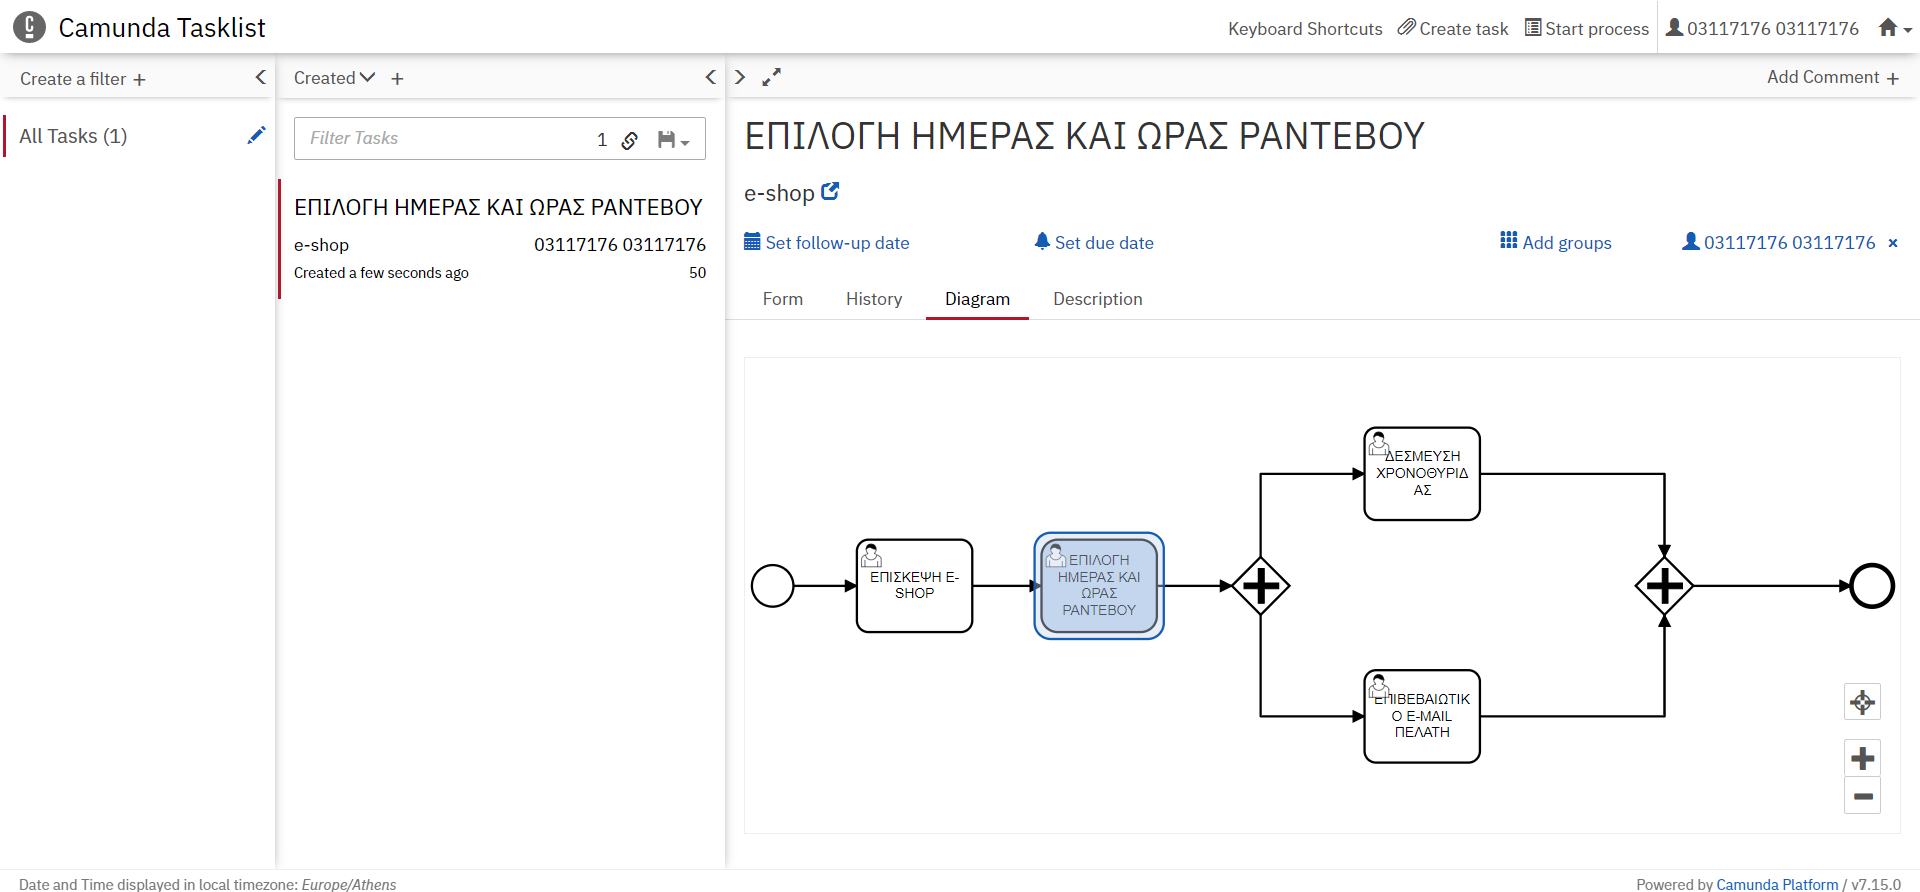 Camunda Tasklist
Keyboard Shortcuts
Create task
Start process
03117176 03117176
Create a filter +
Created
+
Add Comment +
All Tasks (1)
Filter Tasks
1
ΕΠΙΛΟΓΗ ΗΜΕΡΑΣ ΚΑΙ ΩΡΑΣ ΡΑΝΤΕΒΟΥ
e-shop
03117176 03117176
Created a few seconds ago
50
ΕΠΙΛΟΓΗ ΗΜΕΡΑΣ ΚΑΙ ΩΡΑΣ ΡΑΝΤΕΒΟΥ
e-shop
Set follow-up date
Set due date
Add groups
03117176 03117176 ×
Form
History
Diagram
Description
ΕΠΙΣΚΕΨΗ E-
SHOP
ΕΠΙΛΟΓΗ
ΗΜΕΡΑΣ ΚΑΙ
ΩΡΑΣ
ΡΑΝΤΕΒΟΥ
ΔΕΣΜΕΥΣΗ
ΧΡΟΝΟΘΥΡΙΔ
ΑΣ
ΕΠΙΒΕΒΑΙΩΤΙΚ
Ο E-MAIL
ΠΕΛΑΤΗ
Date and Time displayed in local timezone: Europe/Athens
Powered by Camunda Platform / v7.15.0